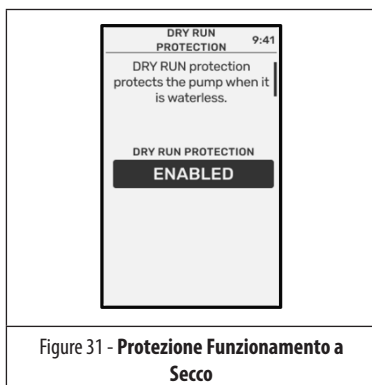 DRY RUN
PROTECTION
9:41
DRY RUN protection
protects the pump when it
is waterless.
DRY RUN PROTECTION
ENABLED
Figure 31 - Protezione Funzionamento a
Secco